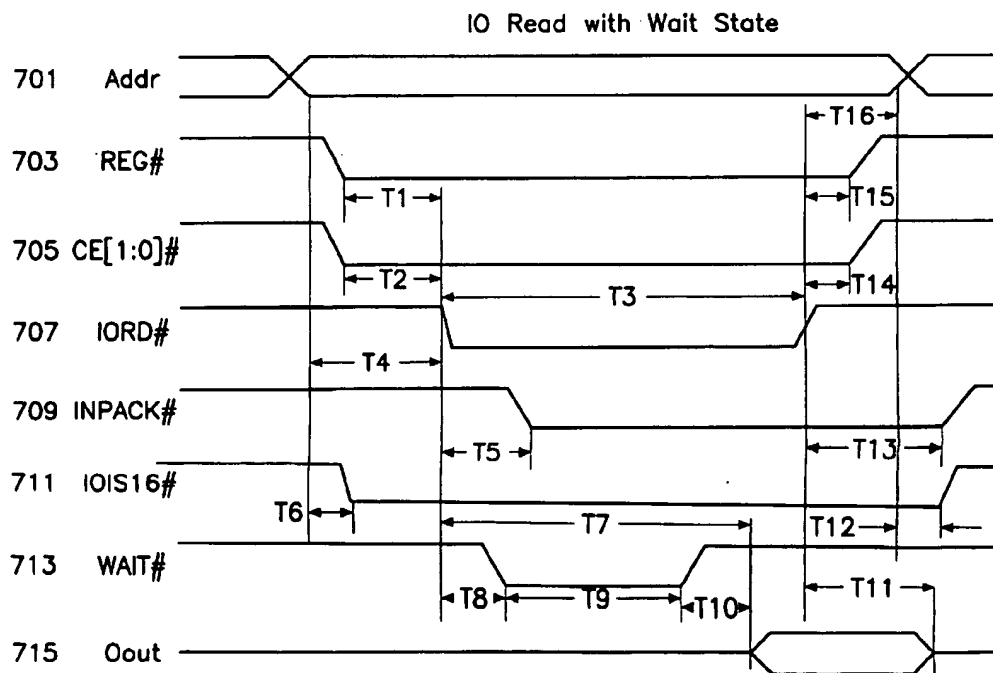 IO Read with Wait State
701 Addr
T16
703 REG#
T1
T15
705 CE[1:0]#
T2
T14
T3
707 IORD#
T4
709 INPACK#
T5
T13
711 IOIS16#
T6
T7
T12
713 WAIT#
T8
T9
T10
T11
715 Oout